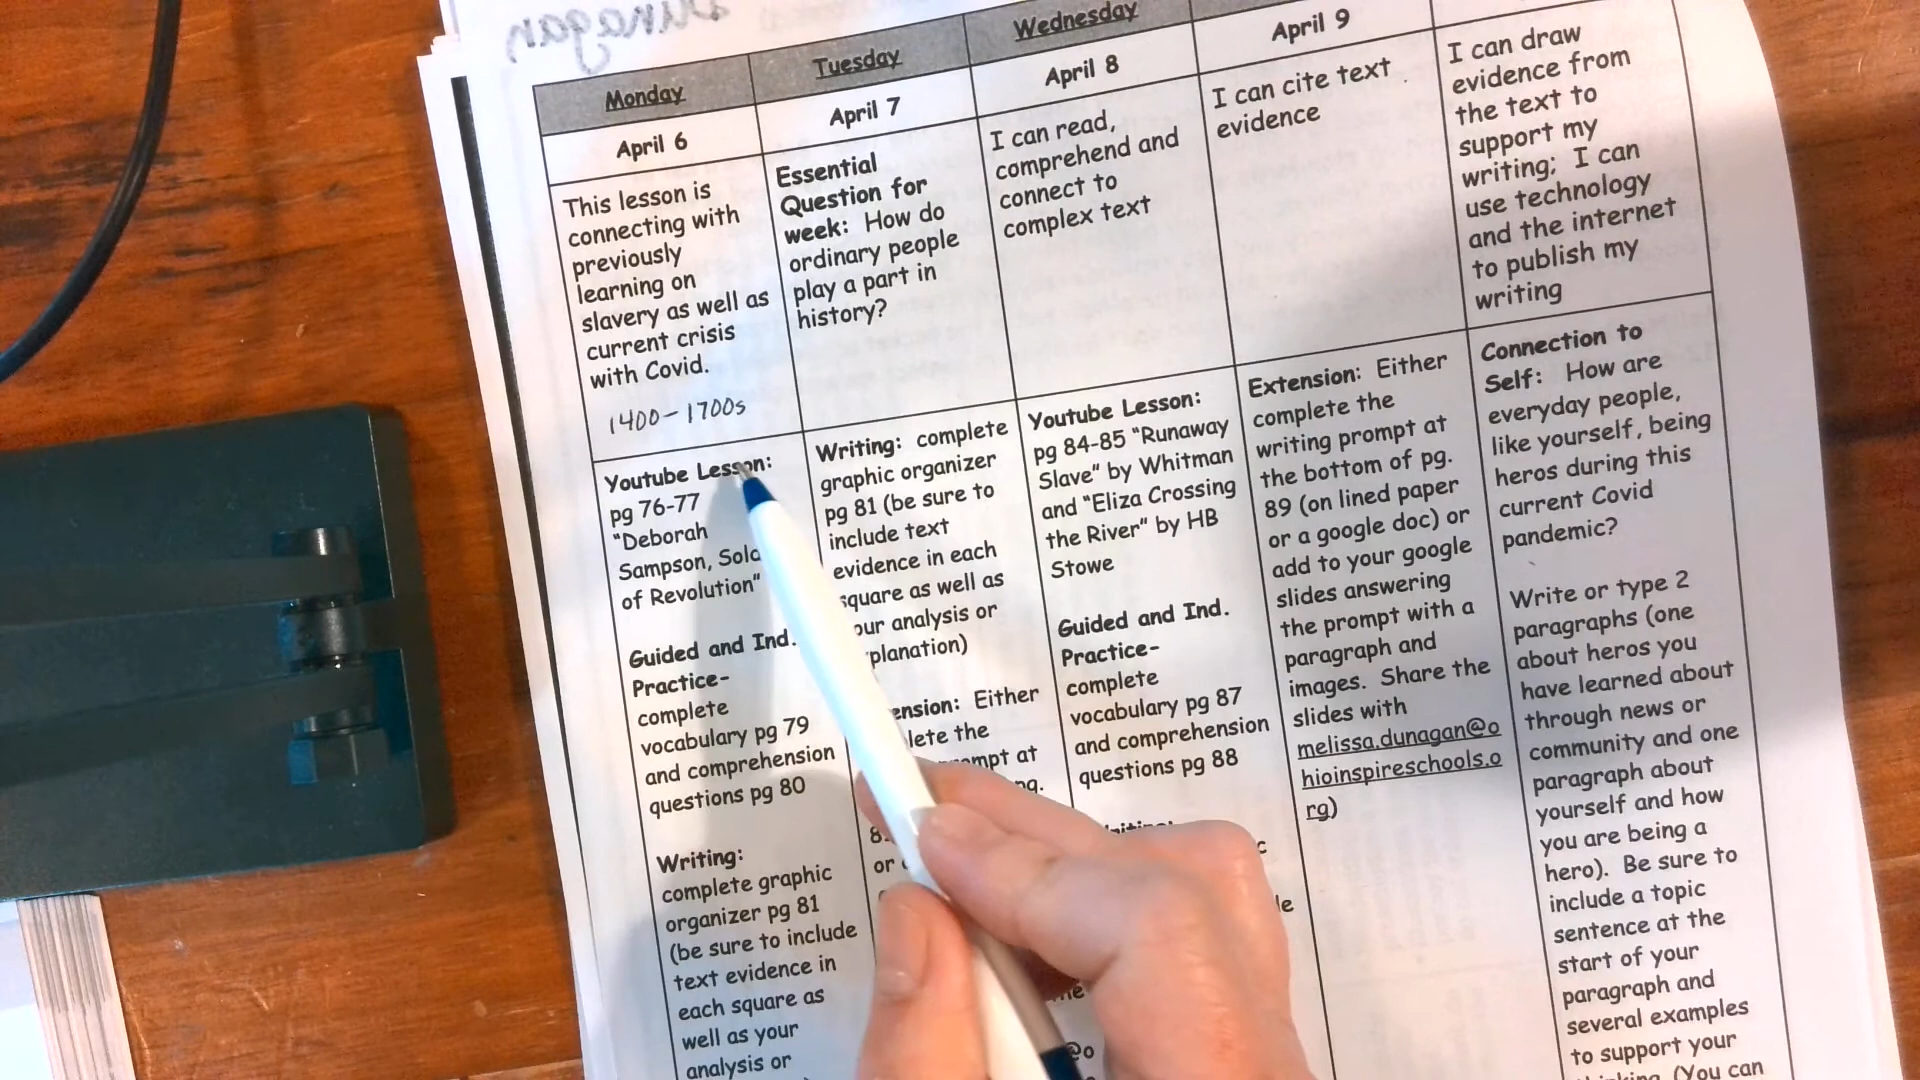 Dunagan
Monday
Tuesday
Wednesday
April 6
April 7
April 8
April 9
This lesson is
connecting with
previously
learning on
slavery as well as
current crisis
with Covid.
1400-1700s
Essential
Question for
week: How do
ordinary people
play a part in
history?
I can read,
comprehend and
connect to
complex text
I can cite text
evidence
I can draw
evidence from
the text to
support my
writing; I can
use technology
and the internet
to publish my
writing
Youtube Lesson:
pg 76-77
"Deborah
Sampson,
of Revolution"
Guided and Ind.
Practice-
complete
vocabulary pg 79
and comprehension
questions pg 80
Writing:
complete graphic
organizer pg 81
(be sure to include
text evidence in
each square as
well as your
analysis or
Writing: complete
graphic organizer
pg 81 (be sure to
include text
evidence in each
square as well as
our analysis or
planation)
ension: Either
lete the
mpt at
or
Youtube Lesson:
pg 84-85 "Runaway
Slave" by Whitman
and "Eliza Crossing
the River" by HB
Stowe
Guided and Ind.
Practice-
complete
vocabulary pg 87
and comprehension
questions pg 88
Extension: Either
complete the
writing prompt at
the bottom of pg.
89 (on lined paper
or a google doc) or
add to your google
slides answering
the prompt with a
paragraph and
images. Share the
slides with
melissa.dunagan@o
hioinspireschools.o
rg)
Connection to
Self: How are
everyday people,
like yourself, being
heros during this
current Covid
pandemic?
Write or type 2
paragraphs (one
about heros you
have learned about
through news or
community and one
paragraph about
yourself and how
you are being a
hero). Be sure to
include a topic
sentence at the
start of your
paragraph and
several examples
to support your
(You can